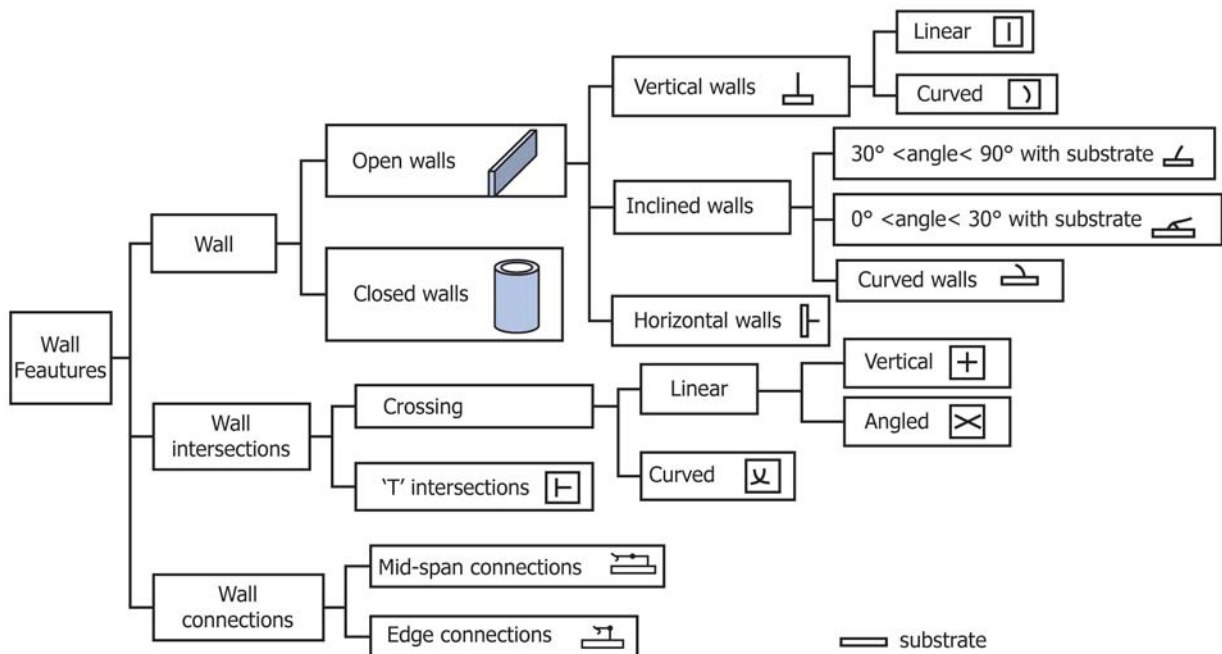 Linear
Vertical walls
Curved
Open walls
30° <angle< 90° with substrate
Inclined walls
0° <angle< 30° with substrate
Wall
Closed walls
Curved walls
Horizontal walls
Wall
Feautures
Vertical
Linear
Crossing
Angled
Wall
intersections
Curved
‘T’ intersections
Mid-span connections
Wall
connections
Edge connections
substrate